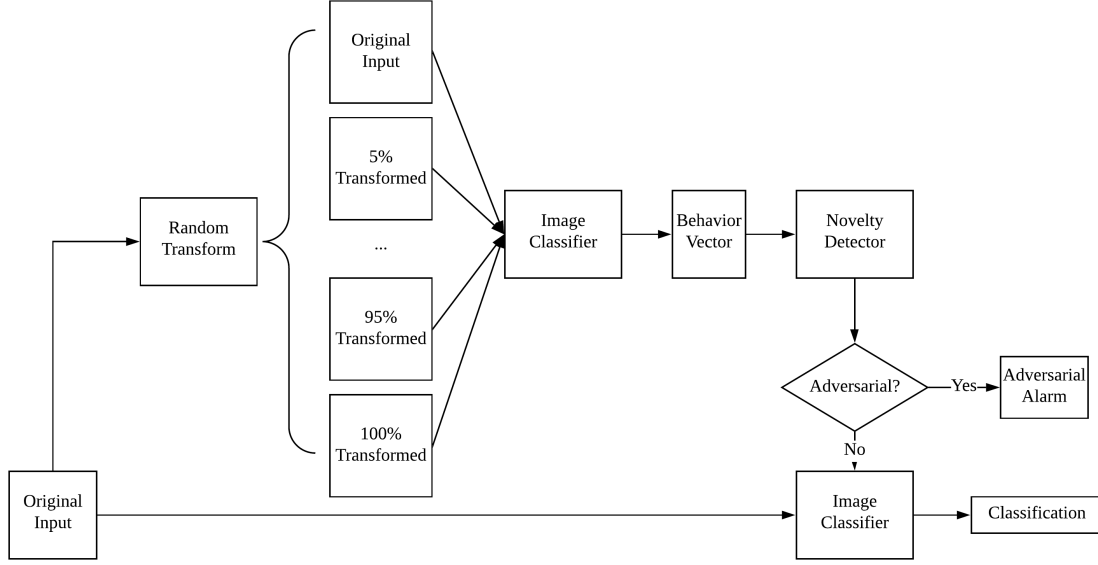 Original
Input
5%
Transformed
Random
Transform
...
Image
Classifier
Behavior
Vector
Novelty
Detector
95%
Transformed
Adversarial?
Yes
Adversarial
Alarm
100%
Transformed
No
Original
Input
Image
Classifier
Classification